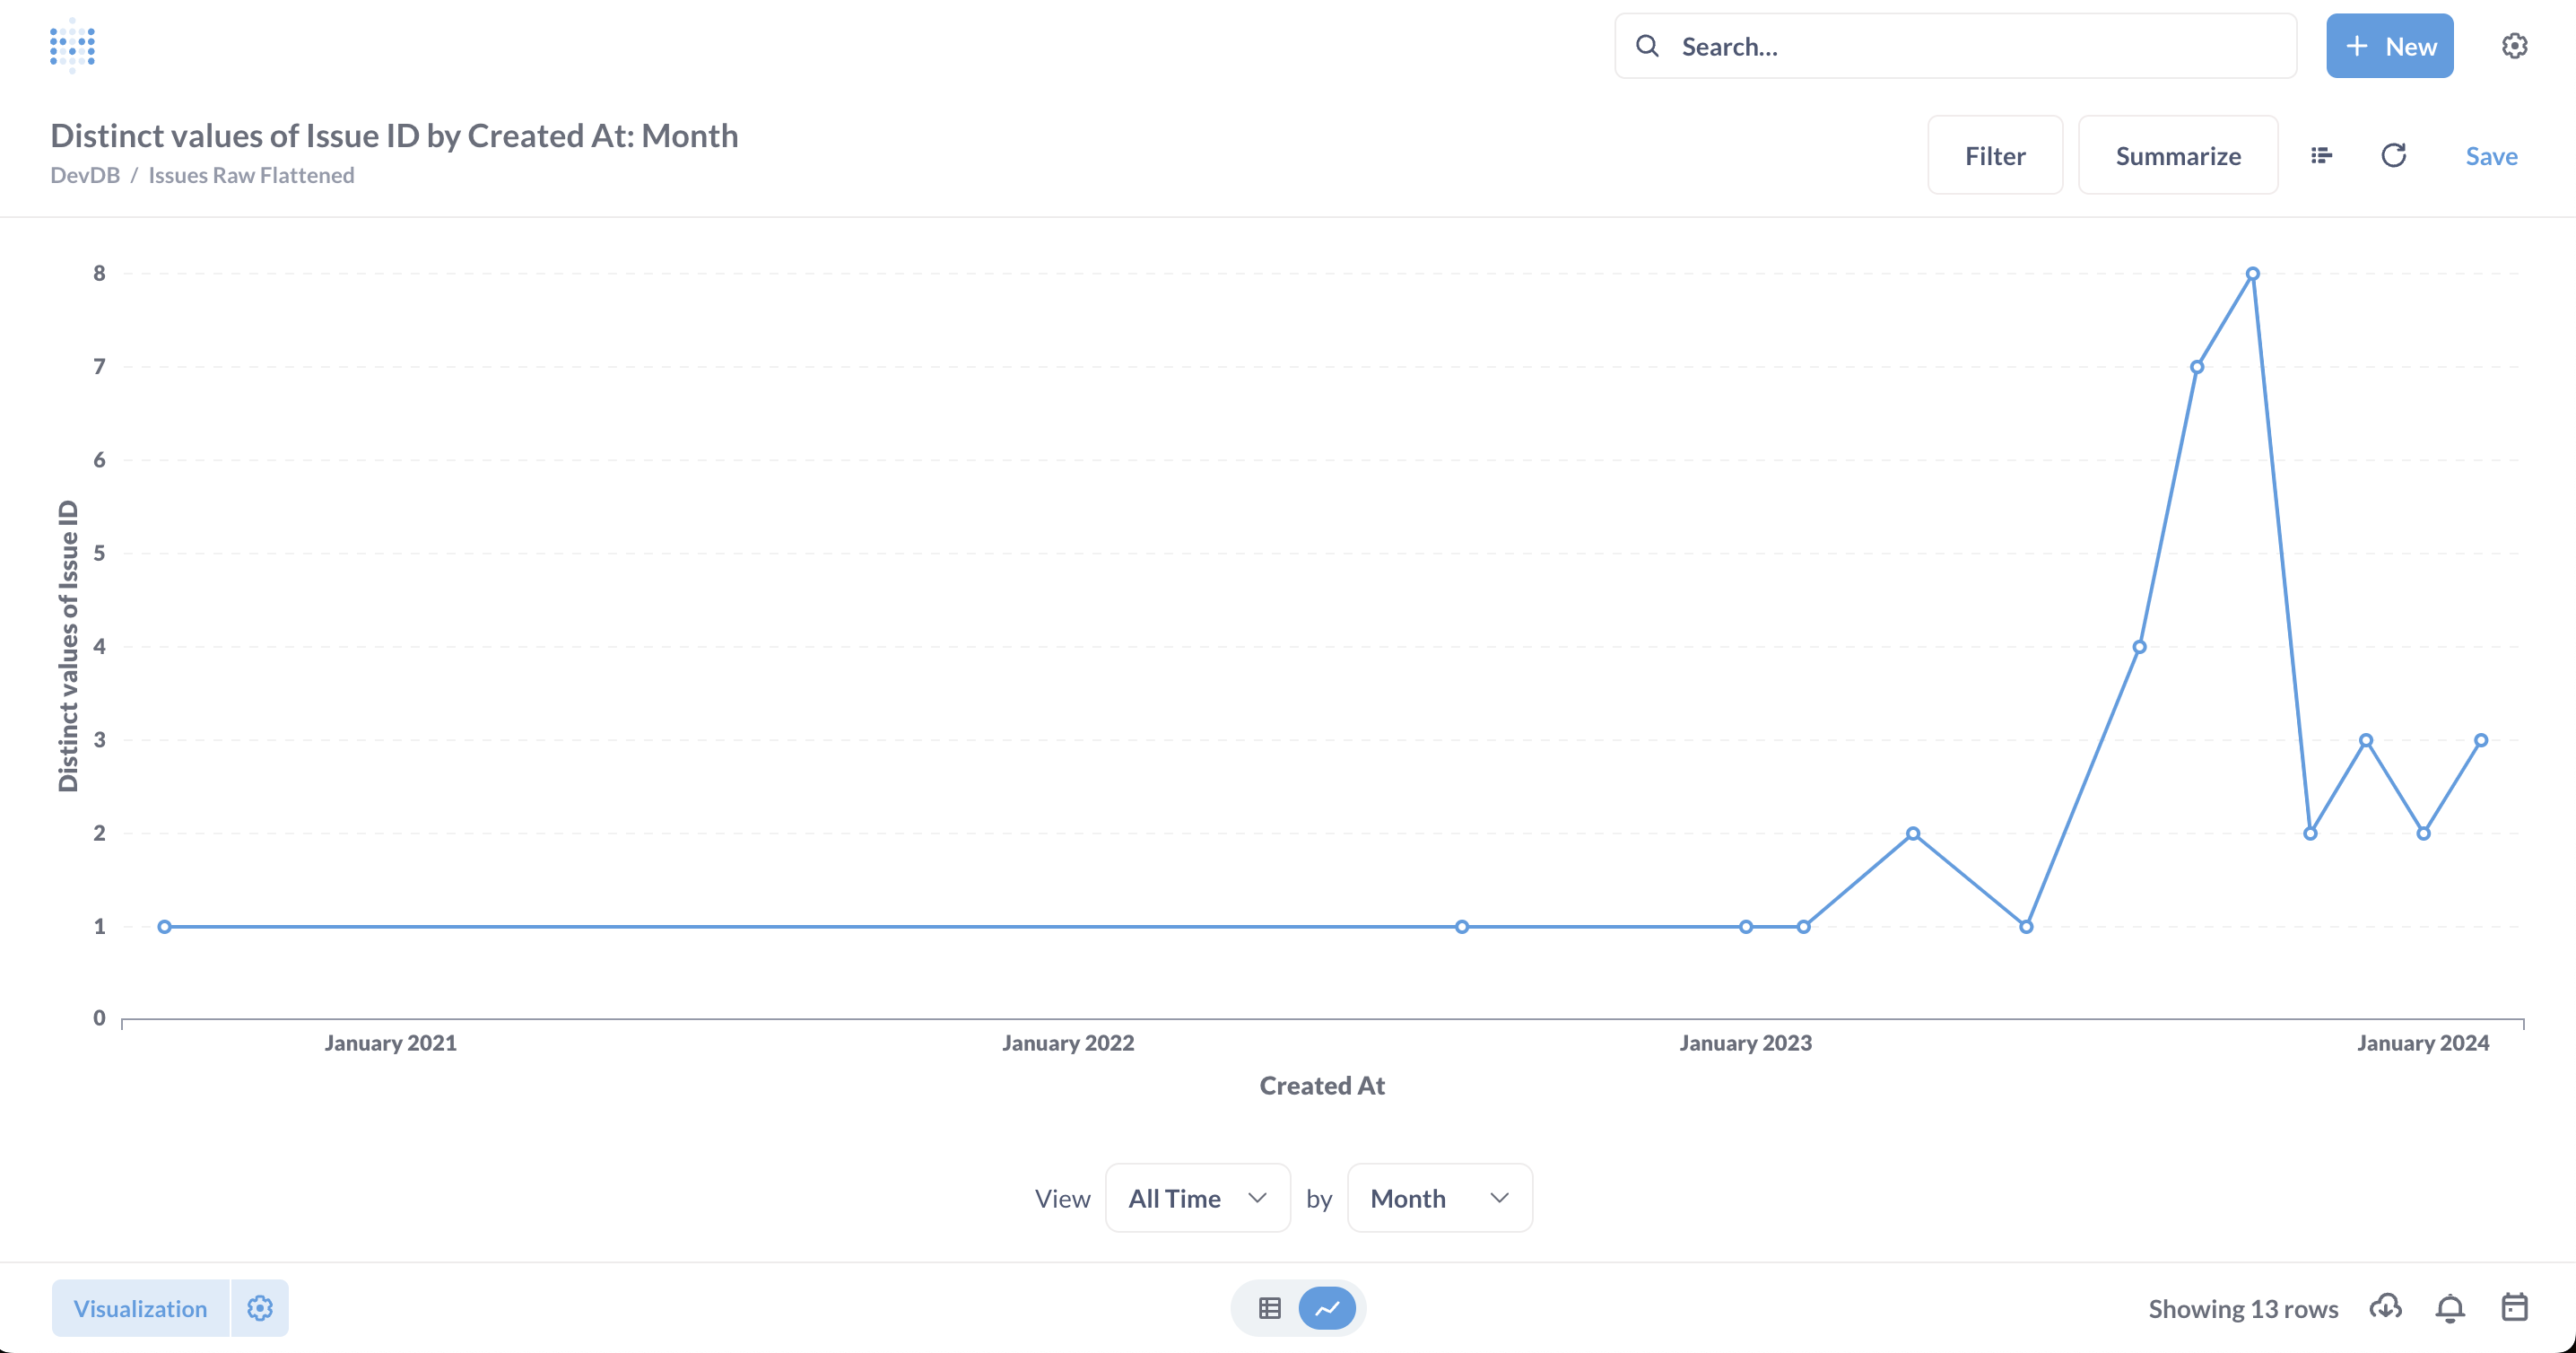 Search...
New
Distinct values of Issue ID by Created At: Month
DevDB / Issues Raw Flattened
Filter
Summarize
Save
Distinct values of Issue ID
8
7
6
5
4
3
2
1
0
January 2021
January 2022
January 2023
January 2024
Created At
View
All Time
by
Month
Visualization
Showing 13 rows